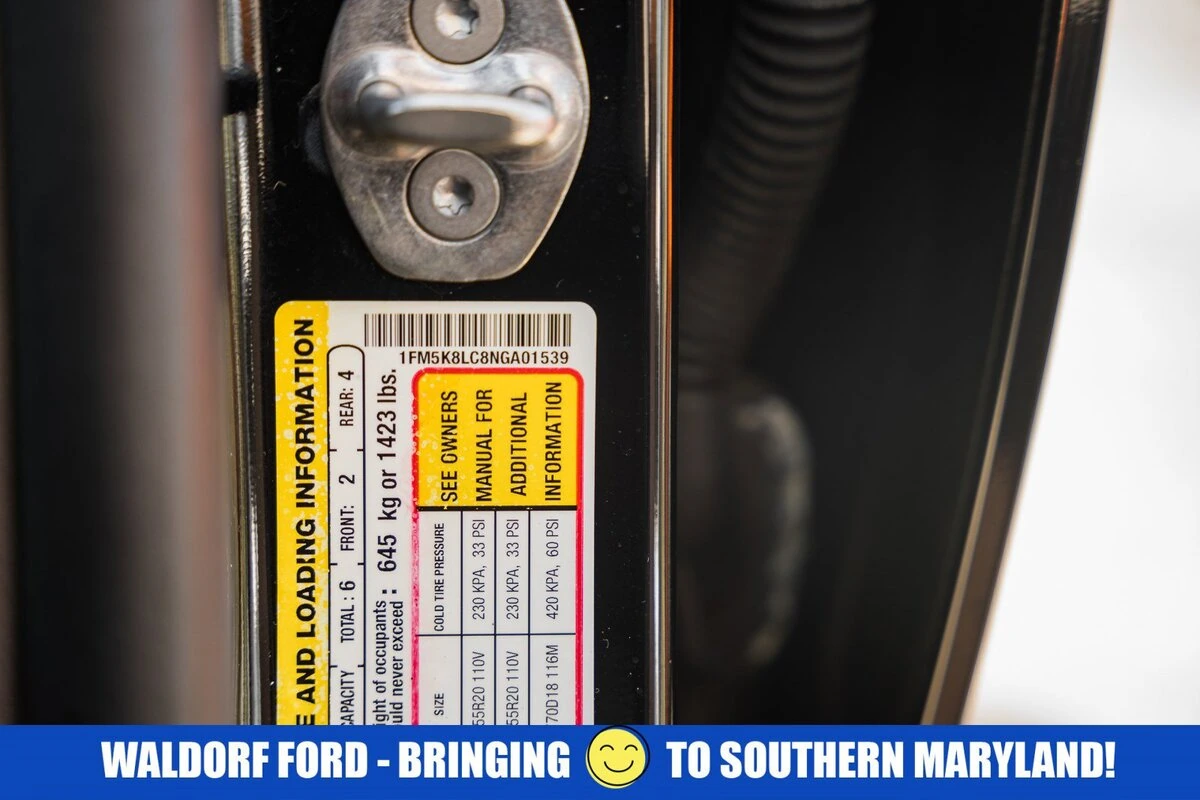 1FM5K8LC8NGA01539
E AND LOADING INFORMATION
CAPACITY TOTAL: 6 FRONT: 2 REAR: 4
ight of occupants
uld never exceed : 645 kg or 1423 lbs.
SIZE COLD TIRE PRESSURE
55R20 110V 230 KPA, 33 PSI
55R20 110V 230 KPA, 33 PSI
70D18 116M 420 KPA, 60 PSI
SEE OWNERS
MANUAL FOR
ADDITIONAL
INFORMATION
WALDORF FORD - BRINGING TO SOUTHERN MARYLAND!